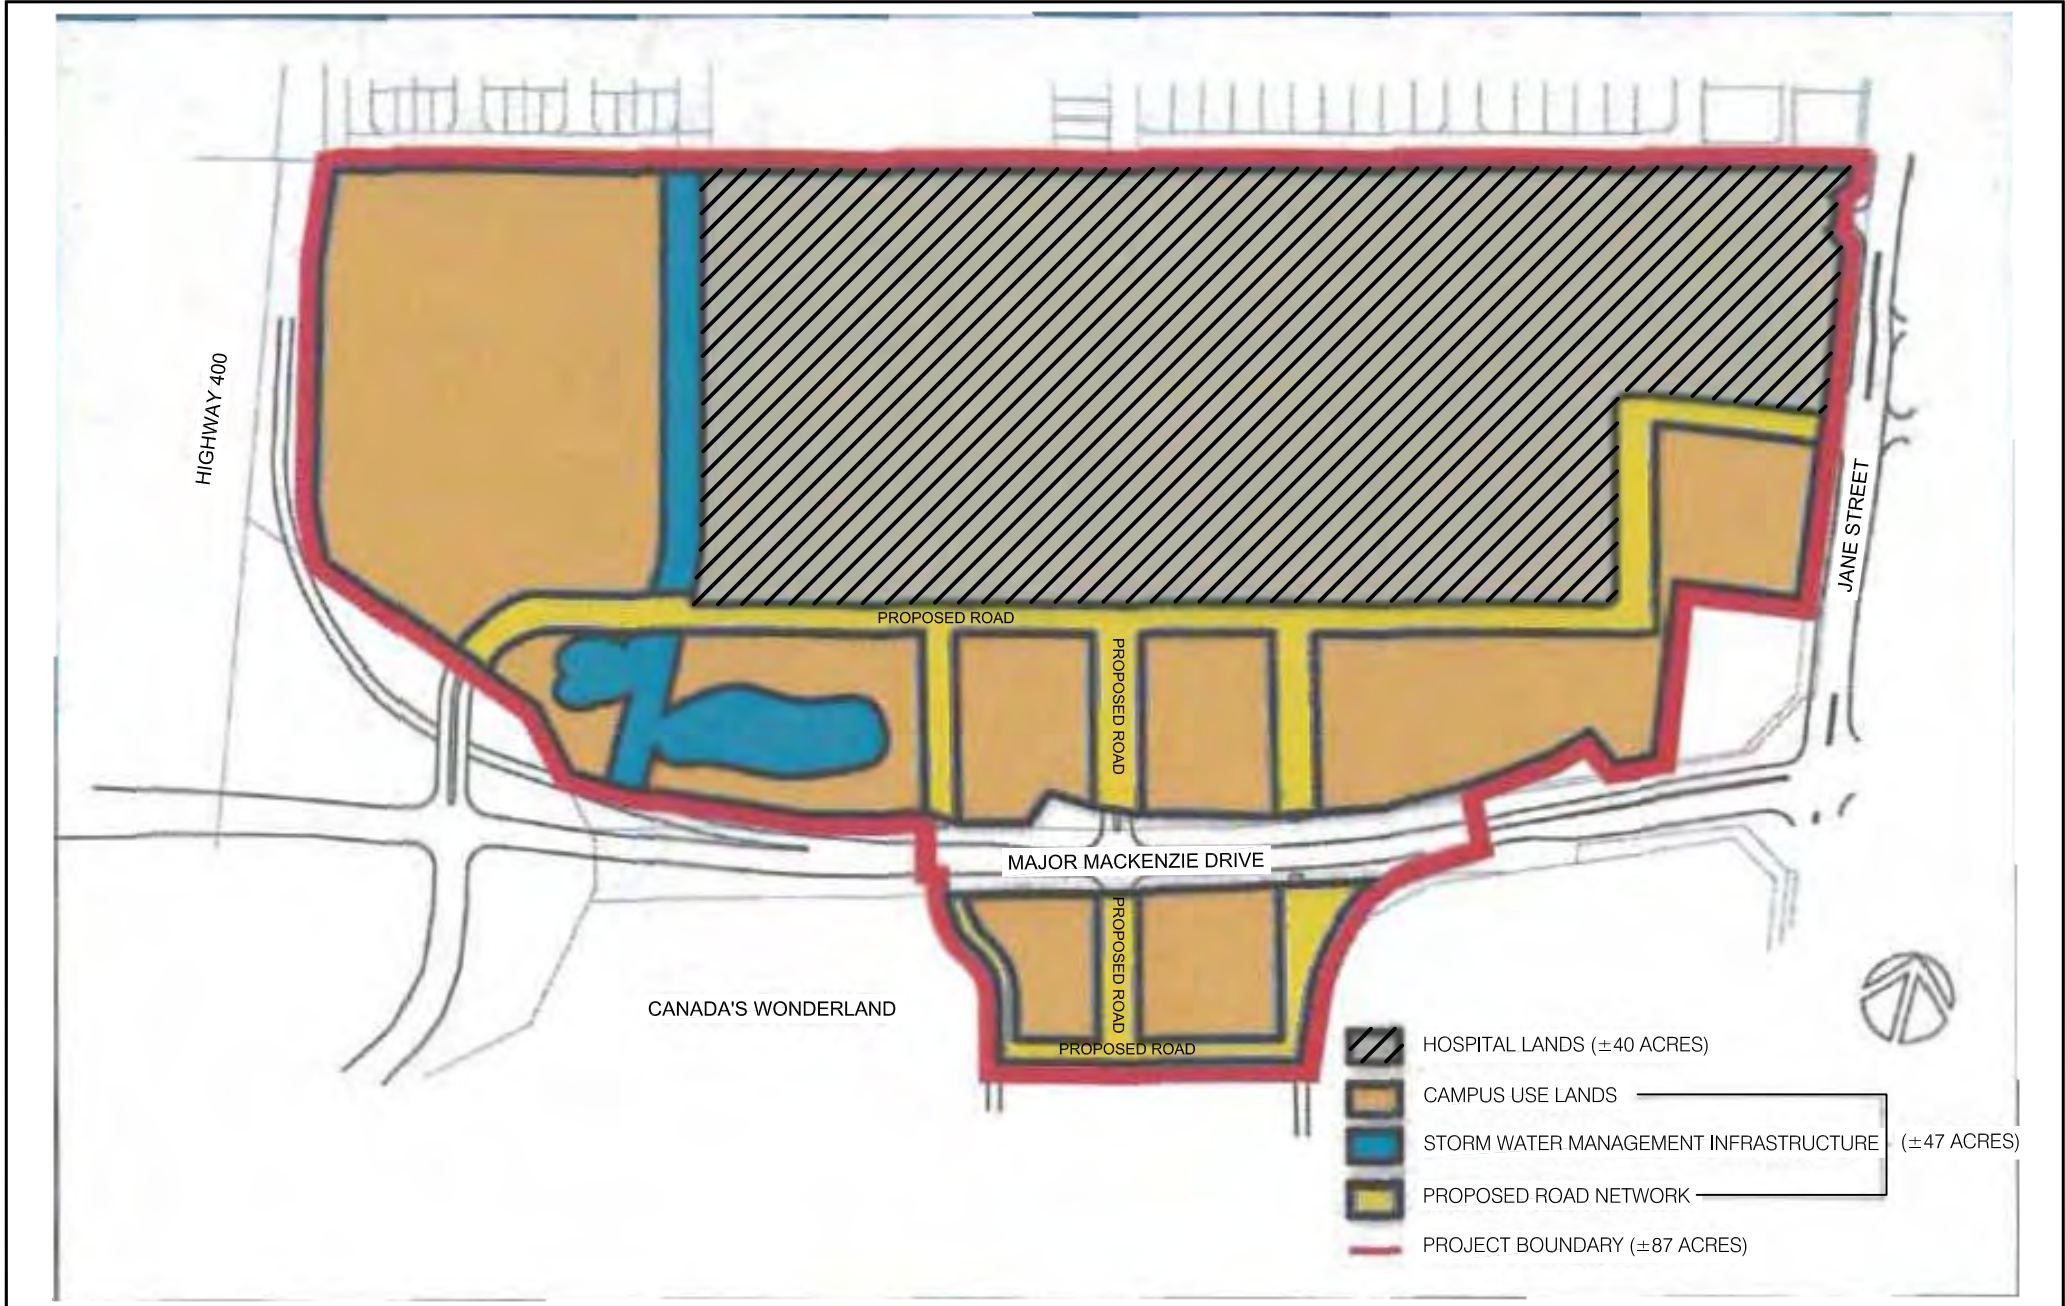 HIGHWAY 400
JANE STREET
PROPOSED ROAD
PROPOSED ROAD
MAJOR MACKENZIE DRIVE
PROPOSED ROAD
CANADA'S WONDERLAND
PROPOSED ROAD
HOSPITAL LANDS (±40 ACRES)
CAMPUS USE LANDS
STORM WATER MANAGEMENT INFRASTRUCTURE (±47 ACRES)
PROPOSED ROAD NETWORK
PROJECT BOUNDARY (±87 ACRES)